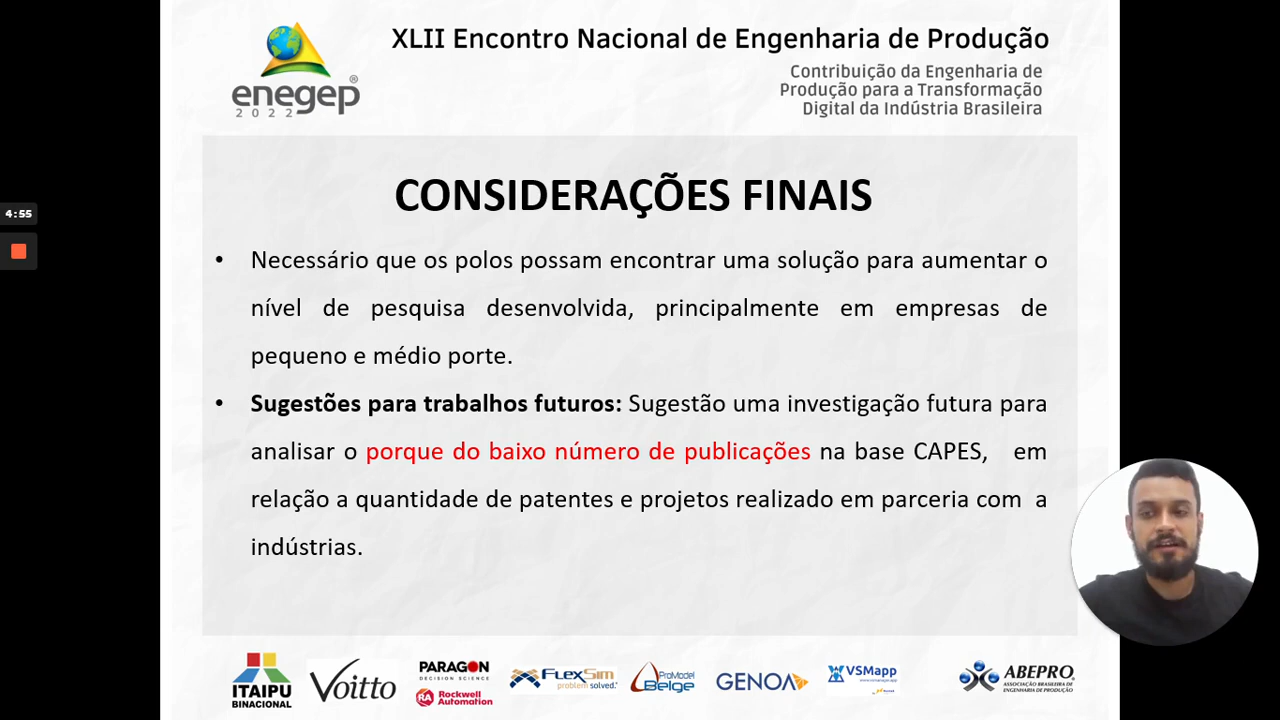 XLII Encontro Nacional de Engenharia de Produção
Contribuição da Engenharia de
Produção para a Transformação
Digital da Indústria Brasileira
enegep®
2022
4:55
CONSIDERAÇÕES FINAIS
• Necessário que os polos possam encontrar uma solução para aumentar o
nível de pesquisa desenvolvida, principalmente em empresas de
pequeno e médio porte.
• Sugestões para trabalhos futuros: Sugestão uma investigação futura para
analisar o porque do baixo número de publicações na base CAPES, em
relação a quantidade de patentes e projetos realizado em parceria com a
indústrias.
ITAIPU
BINACIONAL
Voitto
PARAGON
DECISION SCIENCE
RA Rockwell
Automation
FLEXSIM
problem solved.
ProModel
Belge
GENOA
VSMapp
ABEPRO
ASSOCIAÇÃO BRASILEIRA DE
ENGENHARIA DE PRODUÇÃO